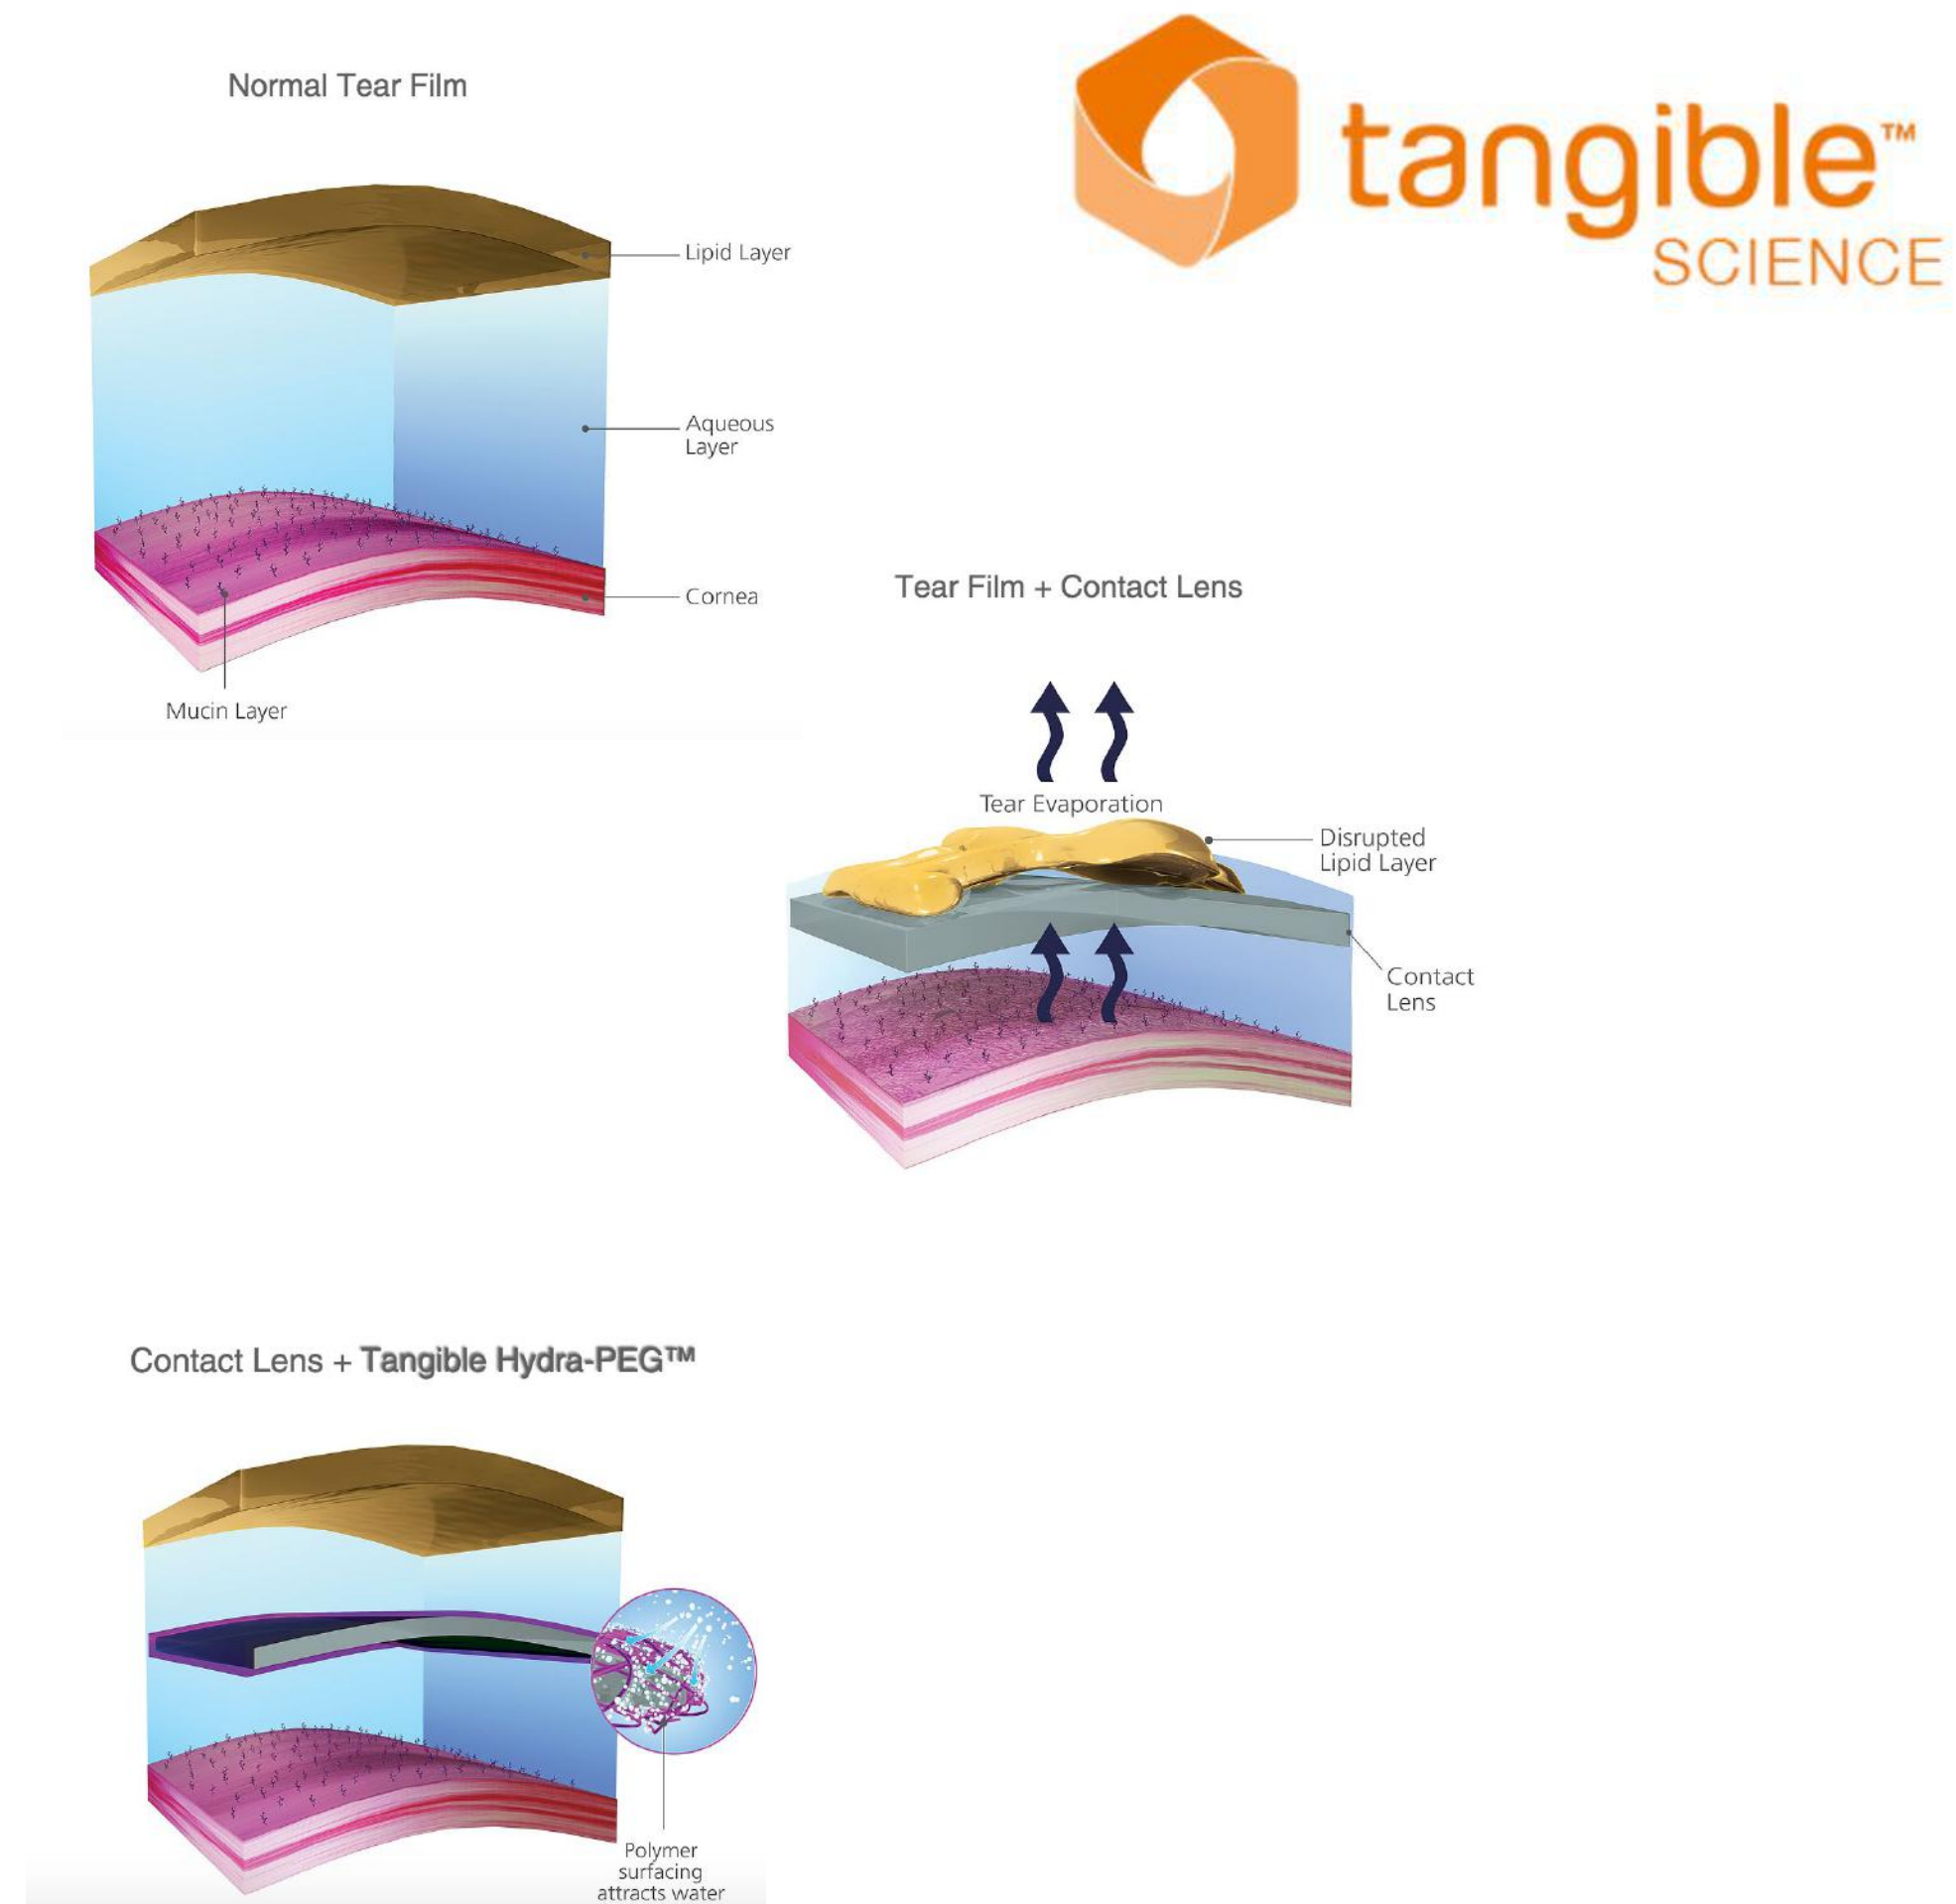 Normal Tear Film
tangible™
SCIENCE
Lipid Layer
Aqueous
Layer
Cornea
Mucin Layer
Tear Film + Contact Lens
Tear Evaporation
Disrupted
Lipid Layer
Contact
Lens
Contact Lens + Tangible Hydra-PEG™
Polymer
surfacing
attracts water